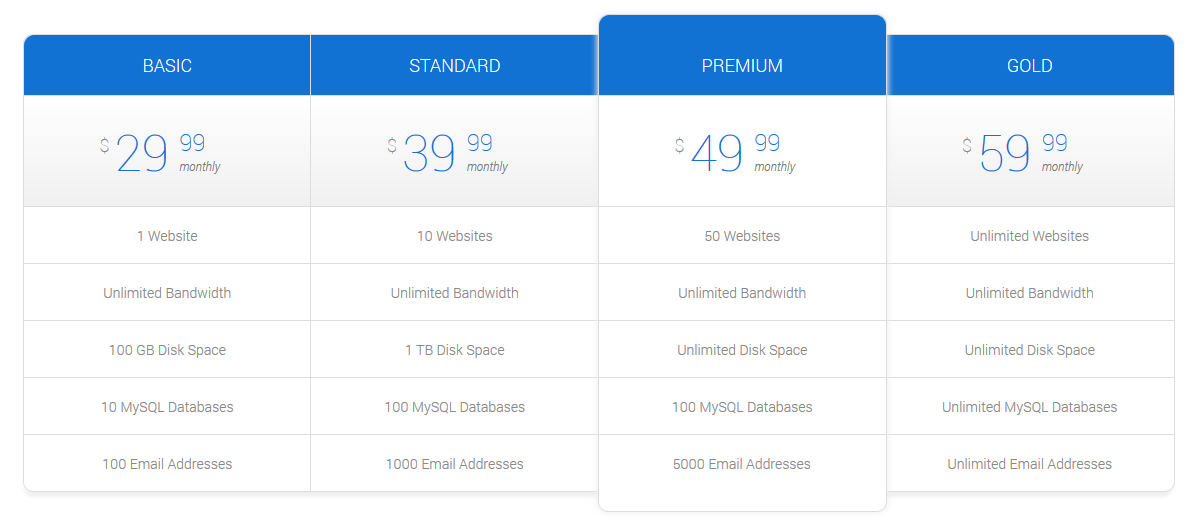 BASIC
$ 29 99
monthly
1 Website
Unlimited Bandwidth
100 GB Disk Space
10 MySQL Databases
100 Email Addresses
STANDARD
$ 39 99
monthly
10 Websites
Unlimited Bandwidth
1 TB Disk Space
100 MySQL Databases
1000 Email Addresses
PREMIUM
$ 49 99
monthly
50 Websites
Unlimited Bandwidth
Unlimited Disk Space
100 MySQL Databases
5000 Email Addresses
GOLD
$ 59 99
monthly
Unlimited Websites
Unlimited Bandwidth
Unlimited Disk Space
Unlimited MySQL Databases
Unlimited Email Addresses